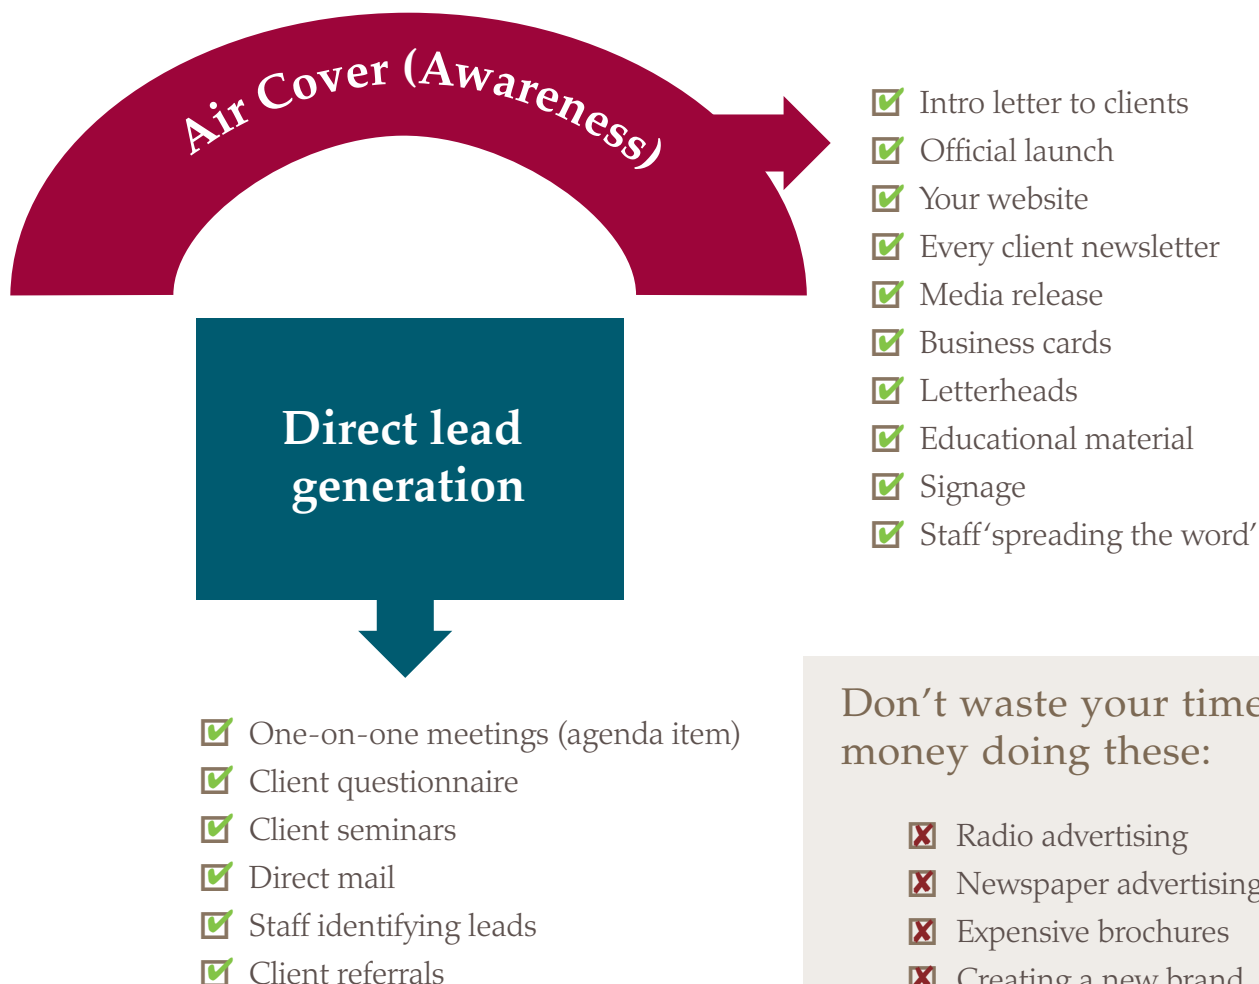 Air Cover (Awareness)
Intro letter to clients
Official launch
Your website
Every client newsletter
Media release
Business cards
Letterheads
Educational material
Signage
Staff ‘spreading the word’
Direct lead
generation
One-on-one meetings (agenda item)
Client questionnaire
Client seminars
Direct mail
Staff identifying leads
Client referrals
Don’t waste your time
money doing these:
Radio advertising
Newspaper advertising
Expensive brochures
Creating a new brand